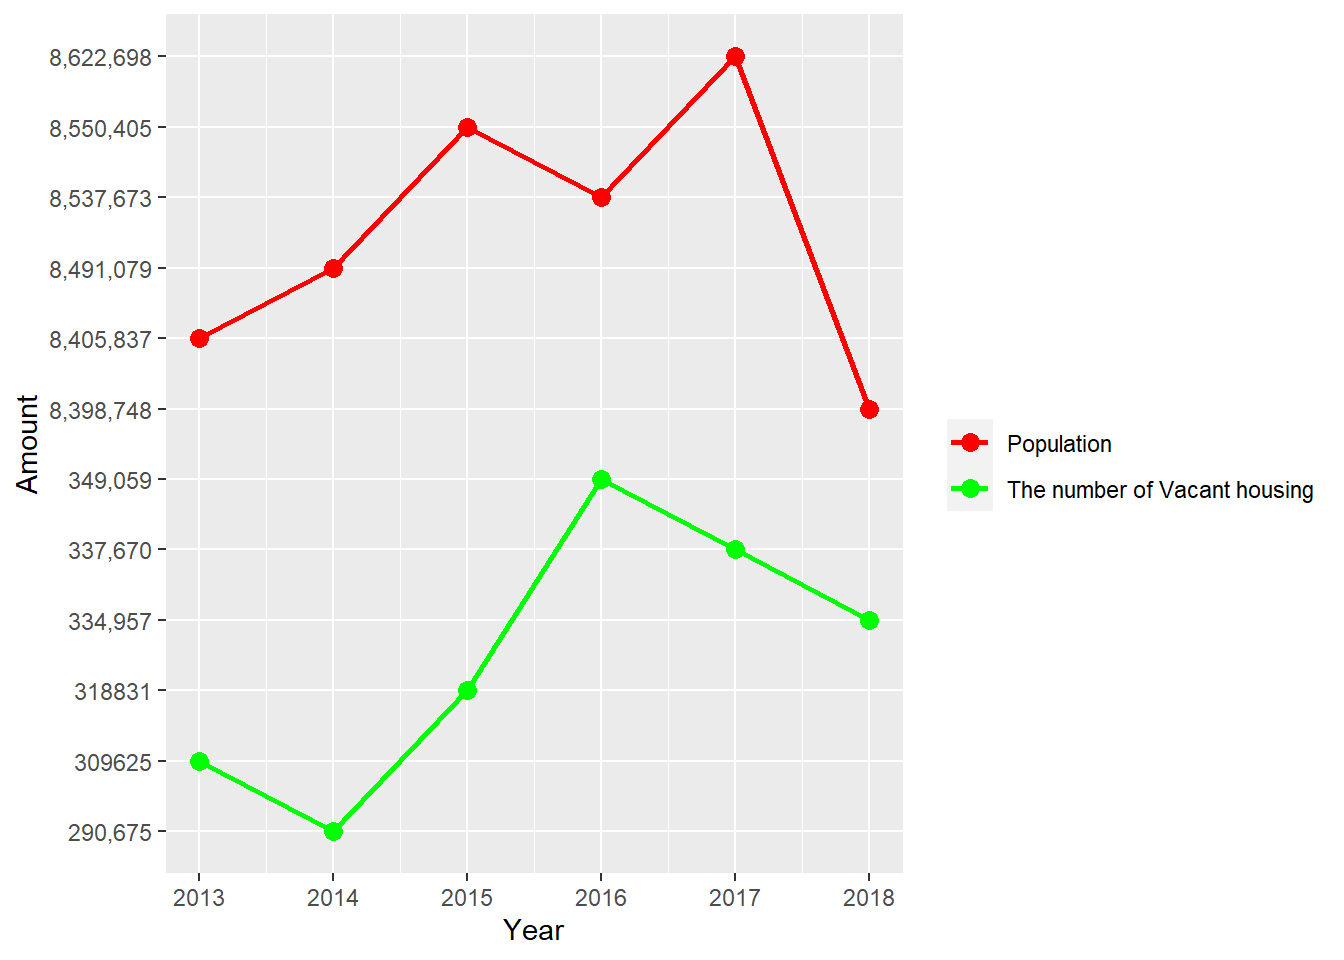 8,622,698
8,550,405
8,537,673
8,491,079
8,405,837
8,398,748
349,059
337,670
334,957
318831
309625
290,675
Amount
2013 2014 2015 2016 2017 2018
Year
Population
The number of Vacant housing